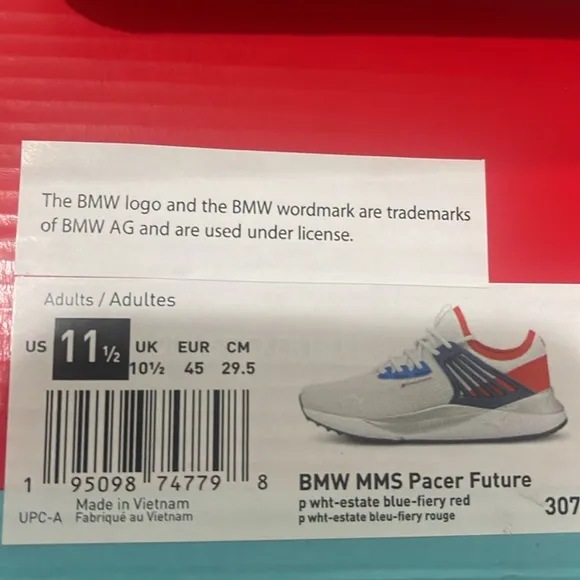 The BMW logo and the BMW wordmark are trademarks
of BMW AG and are used under license.
Adults / Adultes
US 11 1/2 UK EUR CM
10½ 45 29.5
1 95098 74779 8
Made in Vietnam
UPC-A Fabriqué au Vietnam
BMW MMS Pacer Future
p wht-estate blue-fiery red
p wht-estate bleu-fiery rouge
307